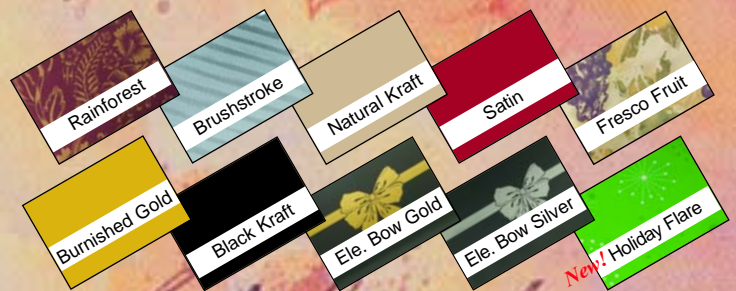 Rainforest
Brushstroke
Natural Kraft
Satin
Fresco Fruit
Burnished Gold
Black Kraft
Ele. Bow Gold
Ele. Bow Silver
New! Holiday Flare